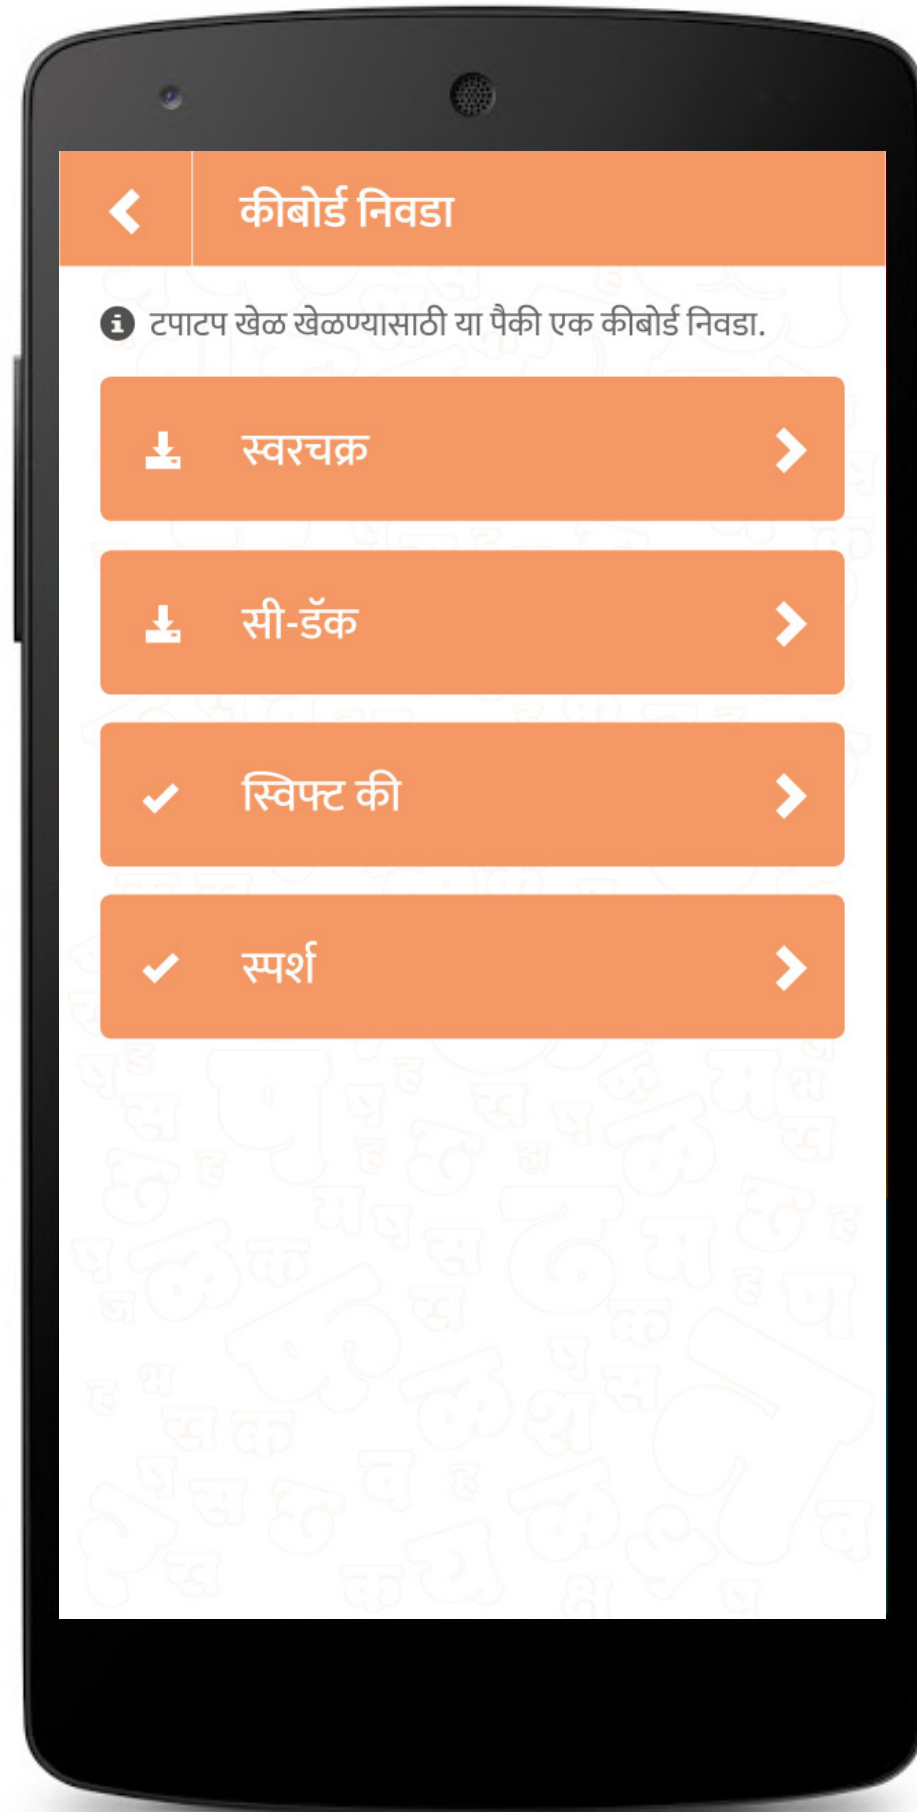 कीबोर्ड निवडा
टपाटप खेळ खेळण्यासाठी या पैकी एक कीबोर्ड निवडा.
स्वरचक्र
सी-डॅक
स्विफ्ट की
स्पर्श